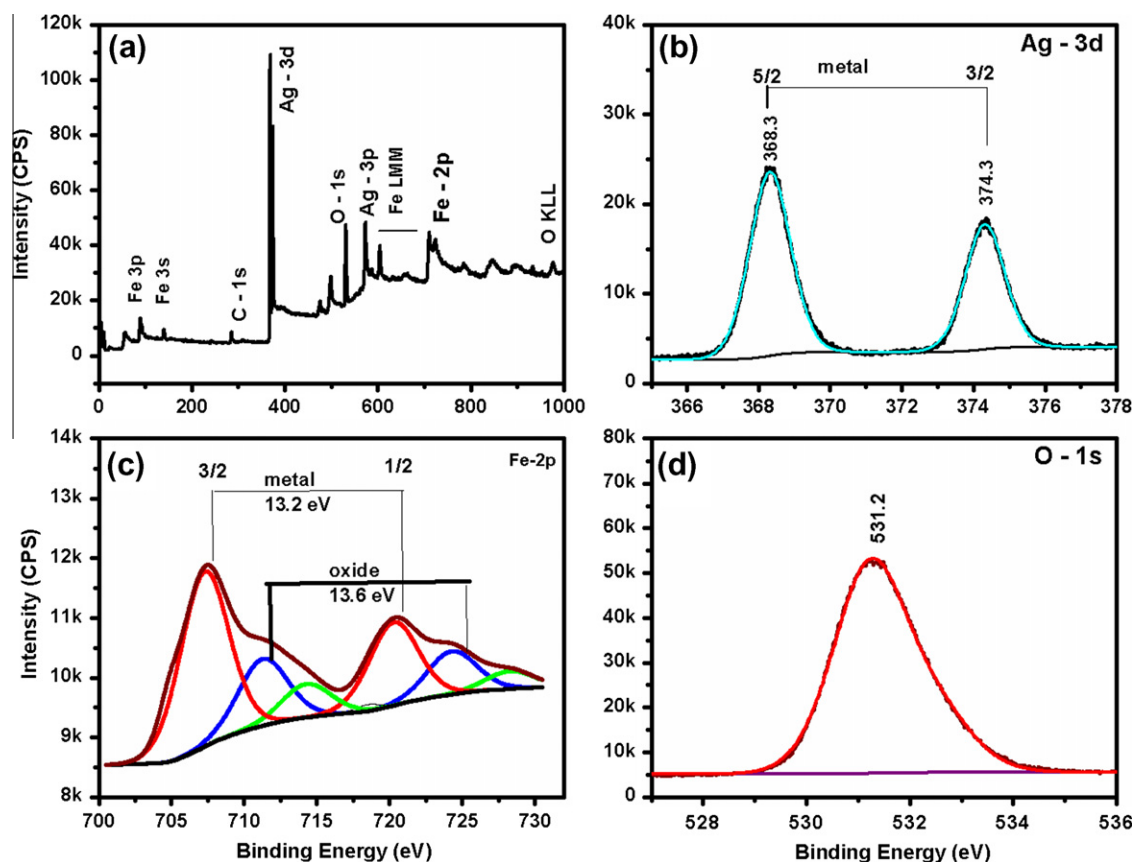 (a)
Intensity (CPS)
120k
100k
80k
60k
40k
20k
0
Fe 3p
Fe 3s
C - 1s
Ag - 3d
O - 1s
Ag - 3p
Fe LMM
Fe - 2p
O KLL
0 200 400 600 800 1000
(b)
Ag - 3d
40k
30k
20k
10k
0
5/2 metal 3/2
368.3
374.3
366 368 370 372 374 376 378
(c)
Fe-2p
Intensity (CPS)
14k
13k
12k
11k
10k
9k
8k
3/2 metal 1/2
13.2 eV
oxide
13.6 eV
700 705 710 715 720 725 730
Binding Energy (eV)
(d)
O - 1s
80k
70k
60k
50k
40k
30k
20k
10k
0
531.2
528 530 532 534 536
Binding Energy (eV)